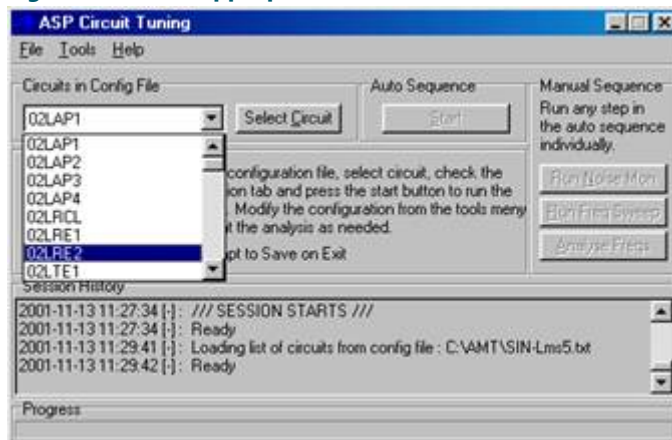 ASP Circuit Tuning
File Tools Help
Circuits in Config File
Auto Sequence
Manual Sequence
02LAP1
Select Circuit
Start
Run any step in
the auto sequence
individually.
02LAP1
02LAP2
02LAP3
02LAP4
02LRCL
02LRE1
02LRE2
02LTE1
configuration file, select circuit, check the
on tab and press the start button to run the
. Modify the configuration from the tools meny
t the analysis as needed.
pt to Save on Exit
Run Noise Mon
Run Freq Sweep
Analyse Freqs
Session History
2001-11-13 11:27:34 [-] : /// SESSION STARTS ///
2001-11-13 11:27:34 [-] : Ready
2001-11-13 11:29:41 [-] : Loading list of circuits from config file : C:\AMT\SIN-Lms5.txt
2001-11-13 11:29:42 [-] : Ready
Progress